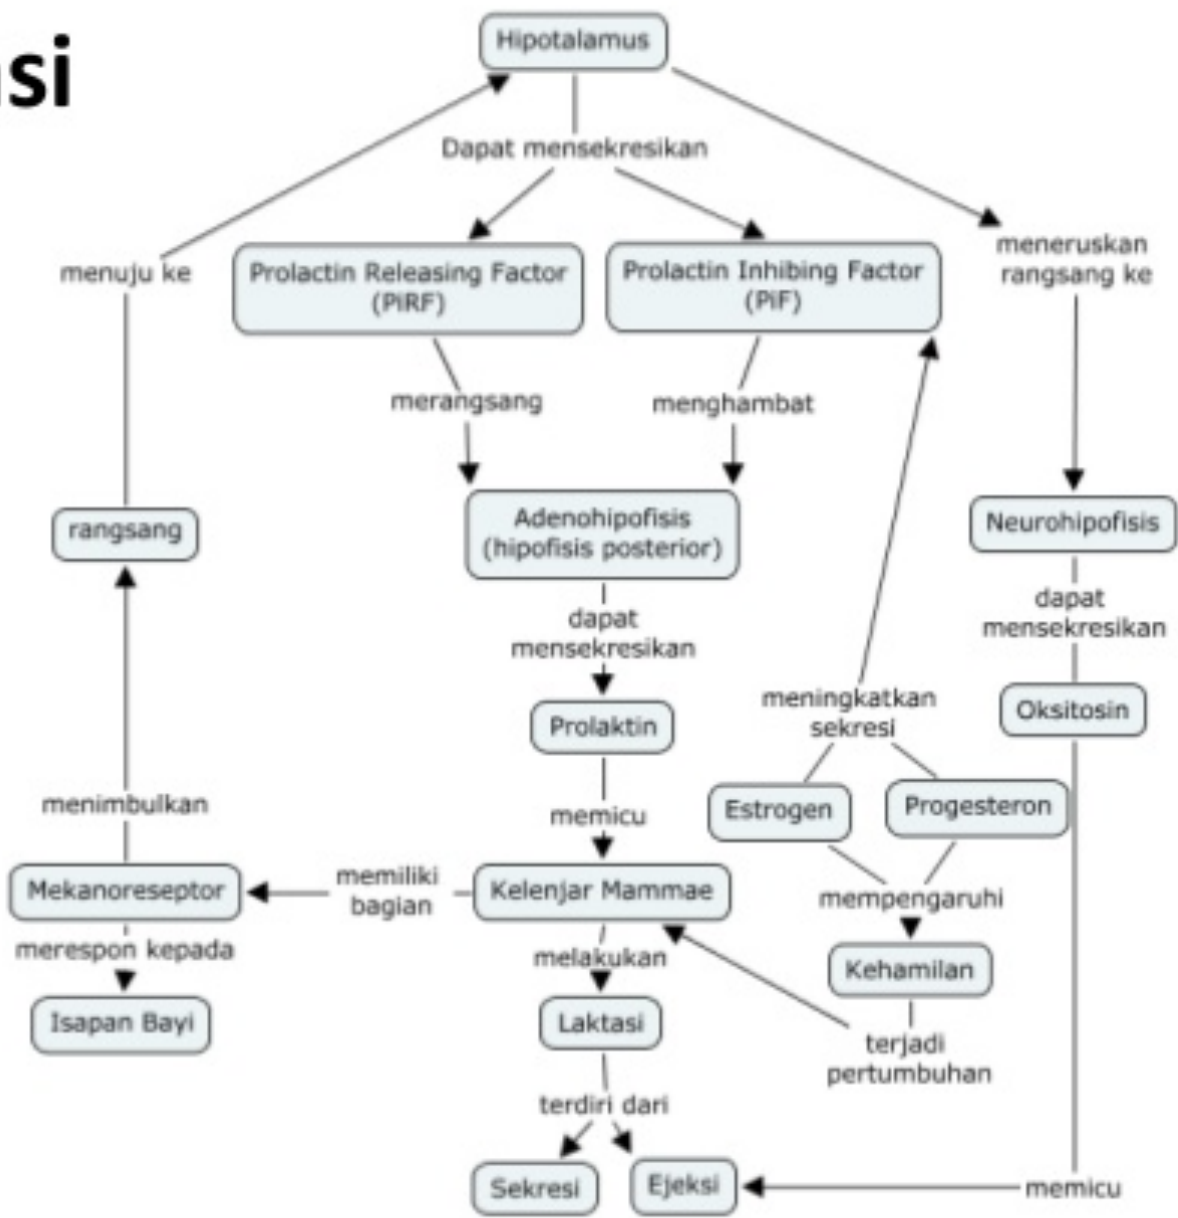 asi
Hipotalamus
Dapat mensekresikan
menuju ke
Prolactin Releasing Factor
(PiRF)
Prolactin Inhibing Factor
(PiF)
meneruskan
rangsang ke
merangsang
menghambat
rangsang
Adenohipofisis
(hipofisis posterior)
Neurohipofisis
dapat
mensekresikan
dapat
mensekresikan
Prolaktin
meningkatkan
sekresi
Oksitosin
menimbulkan
memicu
Estrogen
Progesteron
Mekanoreseptor
memiliki
bagian
Kelenjar Mammae
mempengaruhi
merespon kepada
melakukan
Kehamilan
Isapan Bayi
Laktasi
terjadi
pertumbuhan
terdiri dari
Sekresi
Ejeksi
memicu